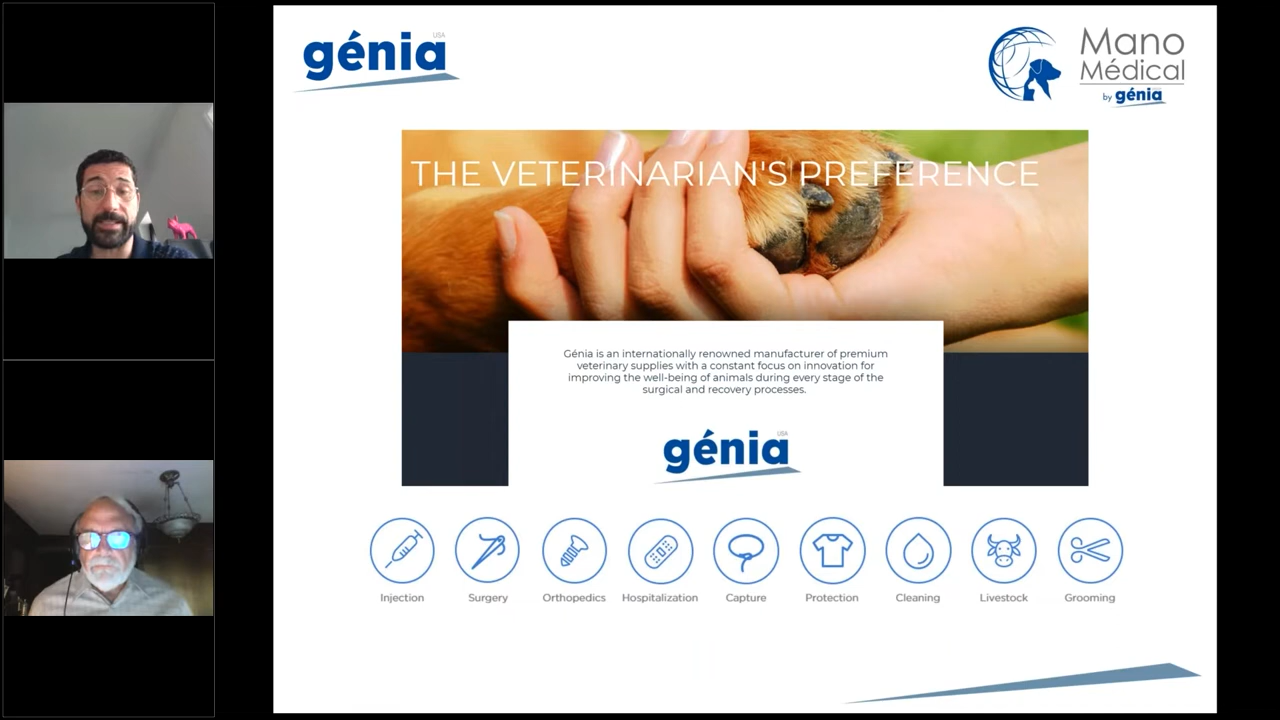 génia
USA
Mano
Médical
by génia
THE VETERINARIAN'S PREFERENCE
Génia is an internationally renowned manufacturer of premium
veterinary supplies with a constant focus on innovation for
improving the well-being of animals during every stage of the
surgical and recovery processes.
génia
USA
Injection
Surgery
Orthopedics
Hospitalization
Capture
Protection
Cleaning
Livestock
Grooming